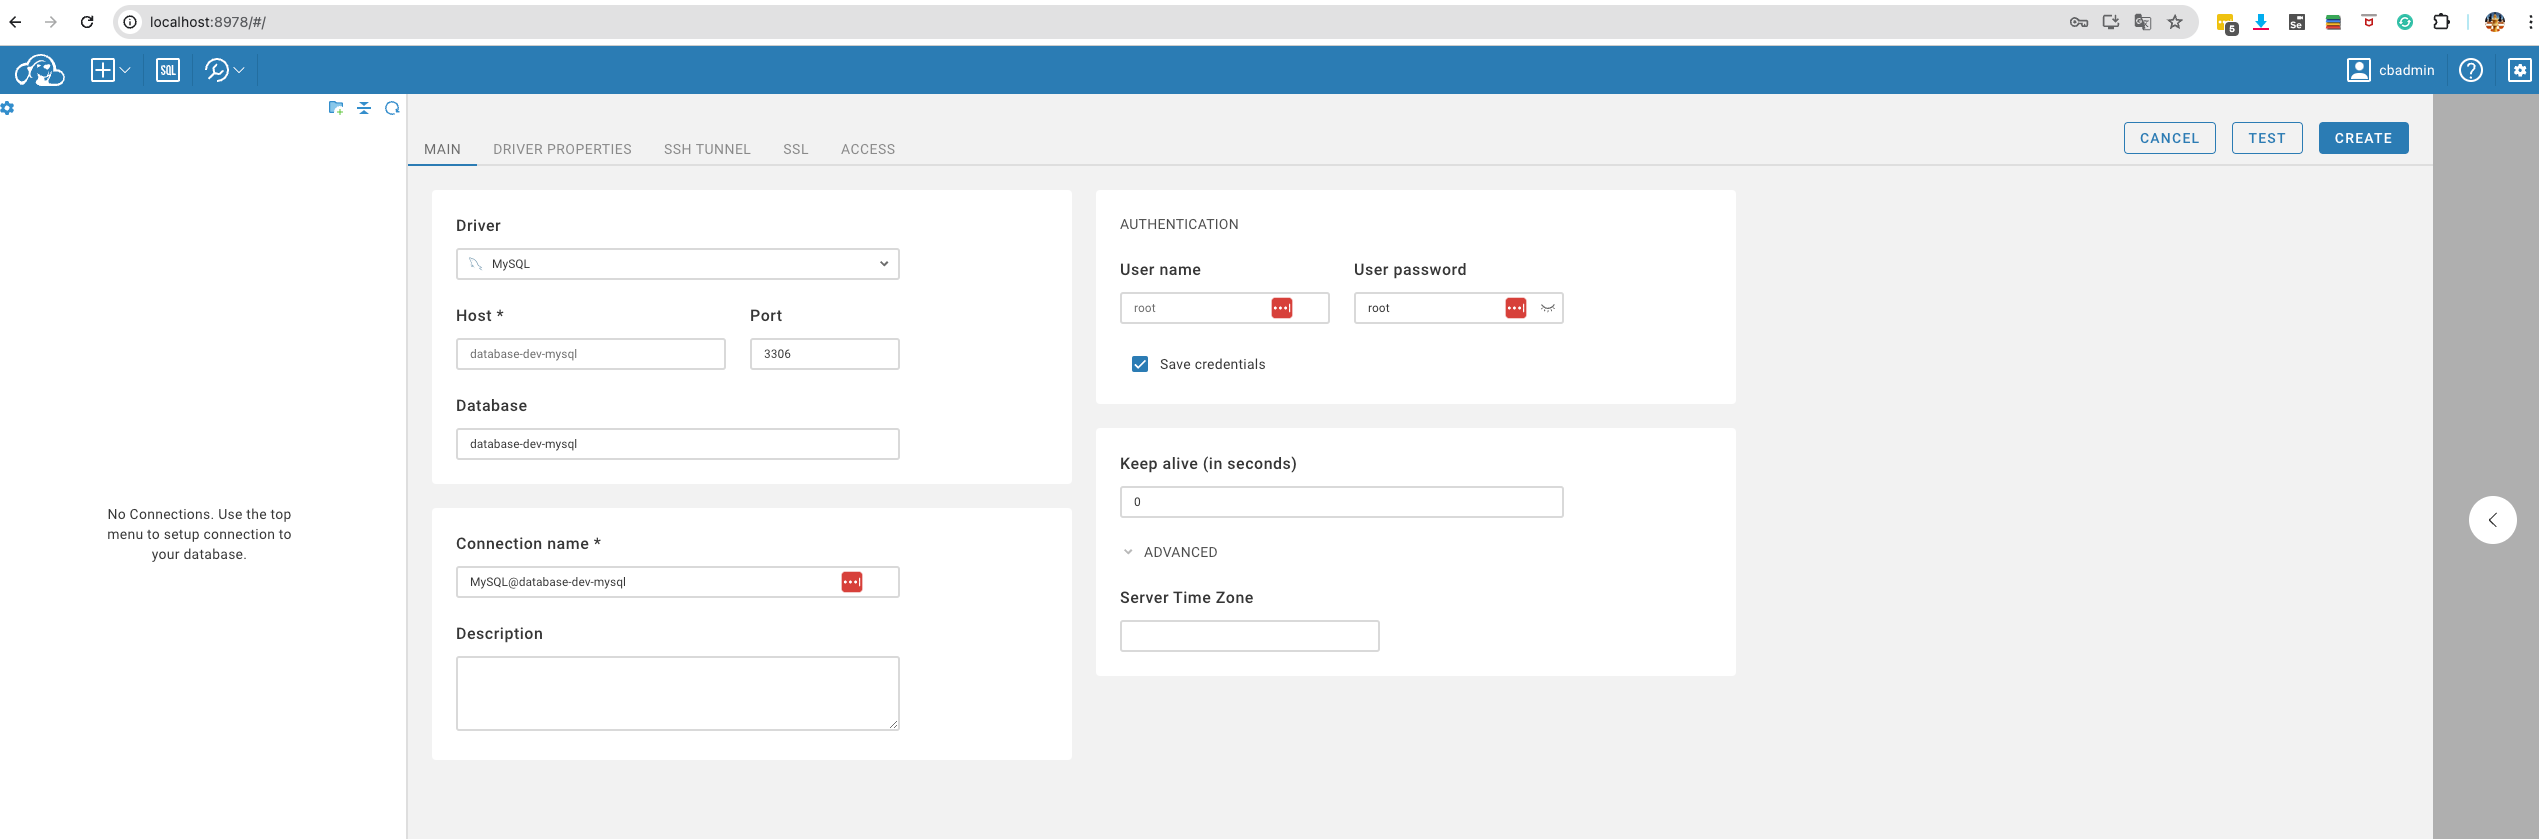 localhost:8978/#/
5
Se
SQL
cbadmin
MAIN
DRIVER PROPERTIES
SSH TUNNEL
SSL
ACCESS
CANCEL
TEST
CREATE
No Connections. Use the top
menu to setup connection to
your database.
Driver
MySQL
Host *
Port
database-dev-mysql
3306
Database
database-dev-mysql
Connection name *
MySQL@database-dev-mysql
Description
AUTHENTICATION
User name
User password
root
root
Save credentials
Keep alive (in seconds)
0
ADVANCED
Server Time Zone